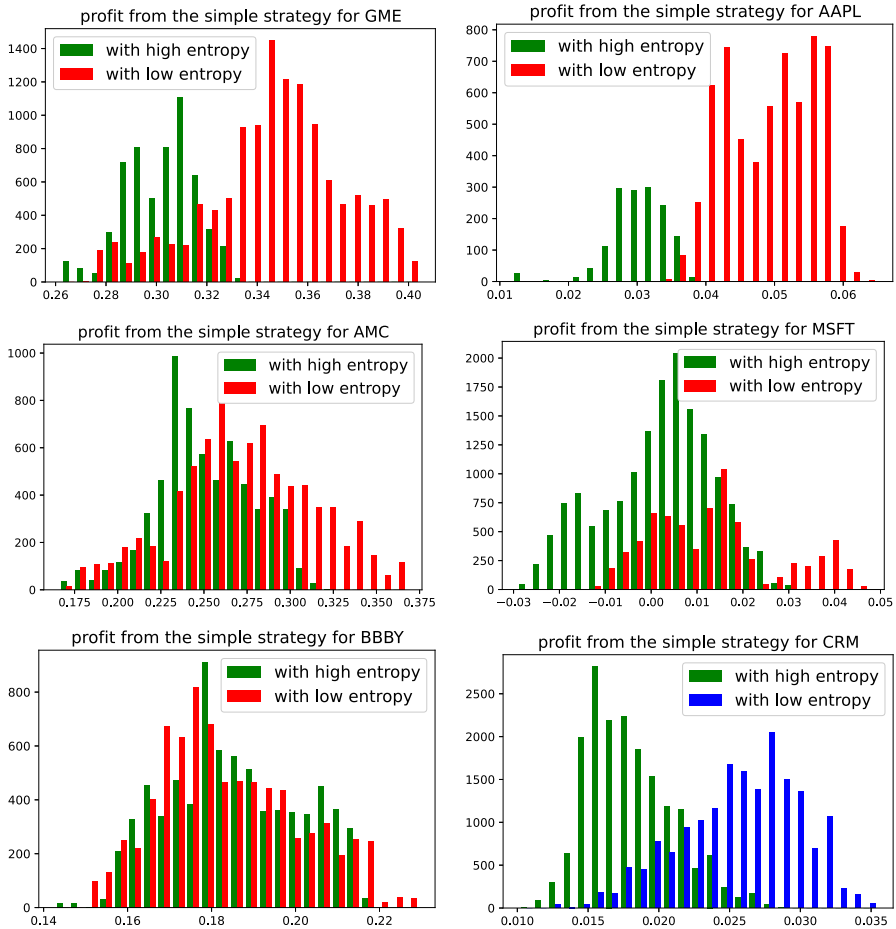 profit from the simple strategy for GME
with high entropy
with low entropy
1400
1200
1000
800
600
400
200
0
0.26 0.28 0.30 0.32 0.34 0.36 0.38 0.40
profit from the simple strategy for AAPL
with high entropy
with low entropy
800
700
600
500
400
300
200
100
0
0.01 0.02 0.03 0.04 0.05 0.06
profit from the simple strategy for AMC
with high entropy
with low entropy
1000
800
600
400
200
0
0.175 0.200 0.225 0.250 0.275 0.300 0.325 0.350 0.375
profit from the simple strategy for MSFT
with high entropy
with low entropy
2000
1750
1500
1250
1000
750
500
250
0
−0.03 −0.02 −0.01 0.00 0.01 0.02 0.03 0.04 0.05
profit from the simple strategy for BBBY
with high entropy
with low entropy
800
600
400
200
0
0.14 0.16 0.18 0.20 0.22
profit from the simple strategy for CRM
with high entropy
with low entropy
2500
2000
1500
1000
500
0
0.010 0.015 0.020 0.025 0.030 0.035